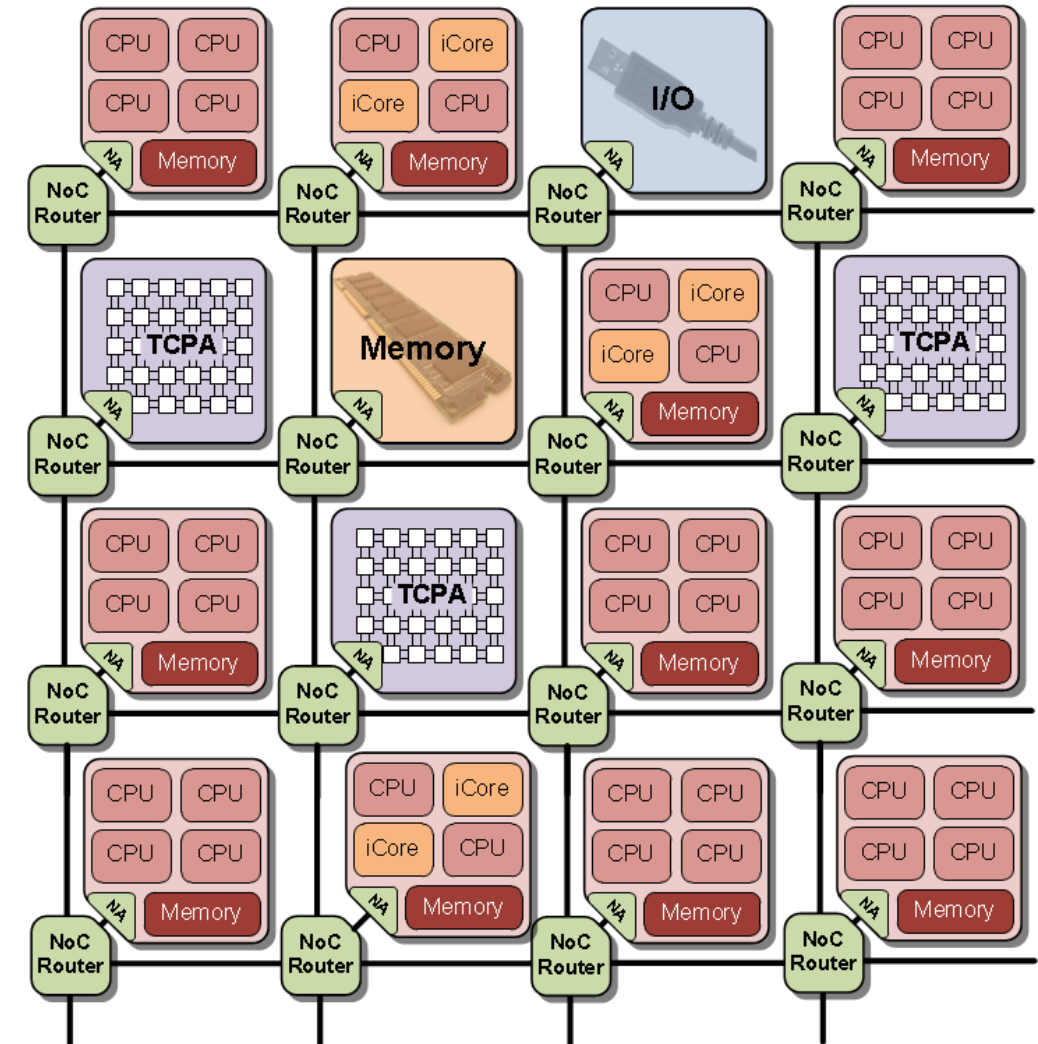 CPU CPU
CPU CPU
NA Memory
NoC
Router
CPU iCore
iCore CPU
NA Memory
NoC
Router
I/O
NA
NoC
Router
CPU CPU
CPU CPU
NA Memory
NoC
Router
TCPA
NA
NoC
Router
Memory
NA
NoC
Router
CPU iCore
iCore CPU
NA Memory
NoC
Router
TCPA
NA
NoC
Router
CPU CPU
CPU CPU
NA Memory
NoC
Router
TCPA
NA
NoC
Router
CPU CPU
CPU CPU
NA Memory
NoC
Router
CPU CPU
CPU CPU
NA Memory
NoC
Router
CPU CPU
CPU CPU
NA Memory
NoC
Router
CPU iCore
iCore CPU
NA Memory
NoC
Router
CPU CPU
CPU CPU
NA Memory
NoC
Router
CPU CPU
CPU CPU
NA Memory
NoC
Router